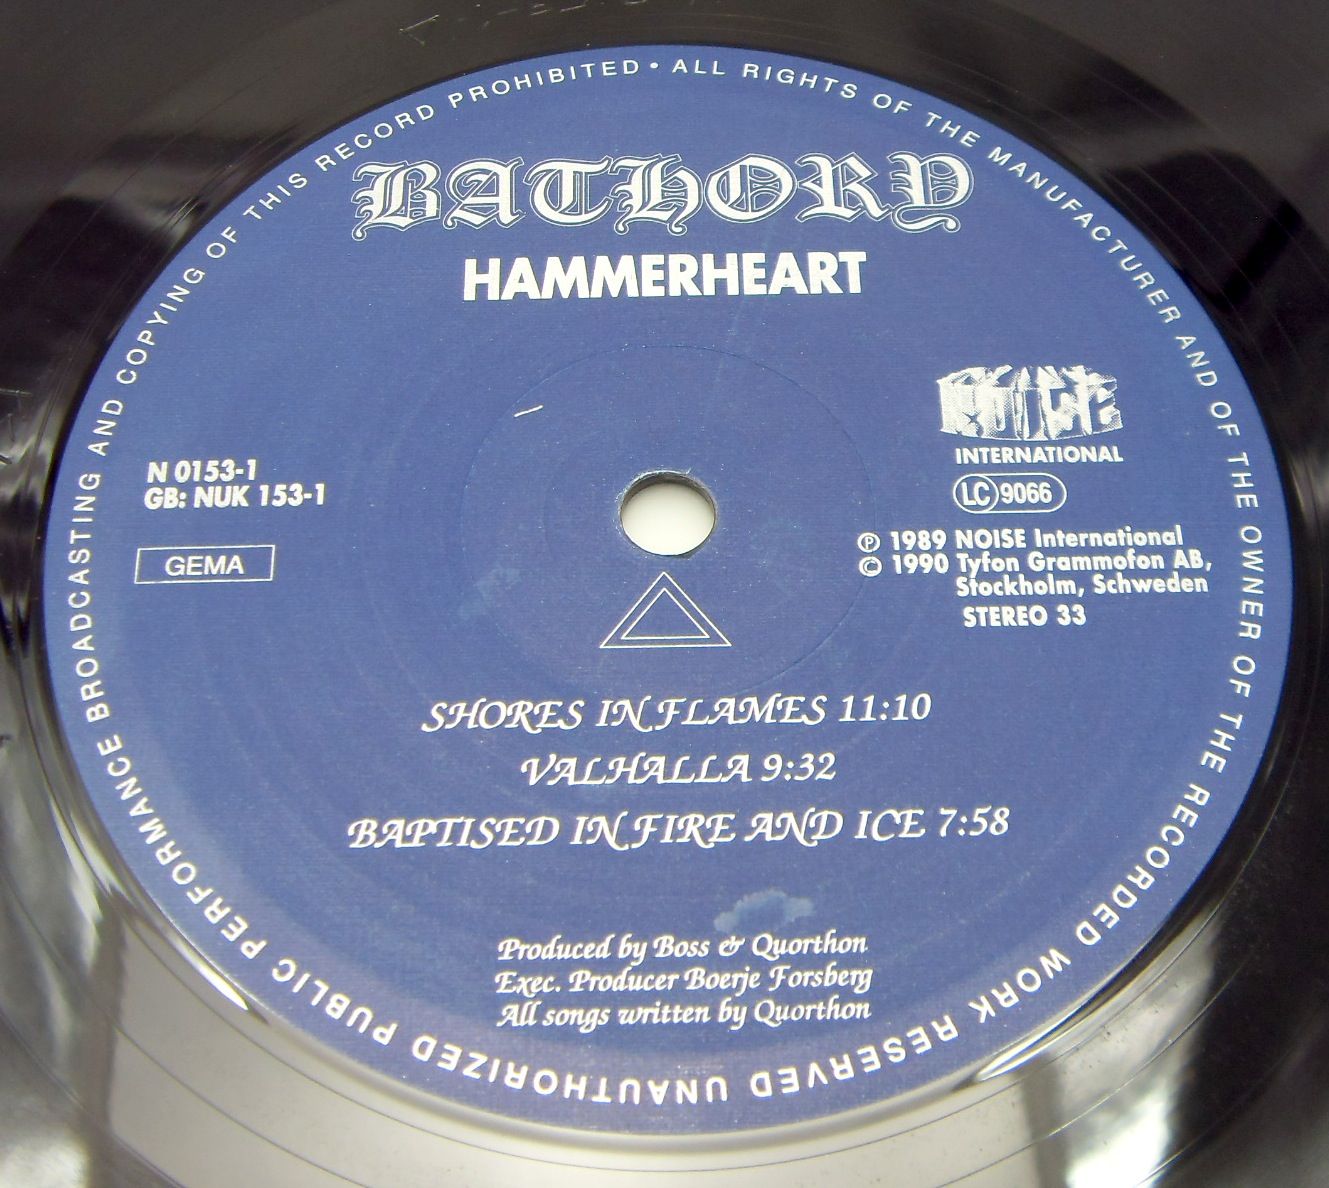 ALL RIGHTS OF THE MANUFACTURER AND OF THE OWNER OF THE RECORDED WORK RESERVED UNAUTHORIZED PUBLIC PERFORMANCE BROADCASTING AND COPYING OF THIS RECORD PROHIBITED •
BATHORY
HAMMERHEART
NOISE
INTERNATIONAL
LC 9066
N 0153-1
GB: NUK 153-1
GEMA
℗ 1989 NOISE International
© 1990 Tyfon Grammofon AB,
Stockholm, Schweden
STEREO 33
SHORES IN FLAMES 11:10
VALHALLA 9:32
BAPTISED IN FIRE AND ICE 7:58
Produced by Boss & Quorthon
Exec. Producer Boerje Forsberg
All songs written by Quorthon